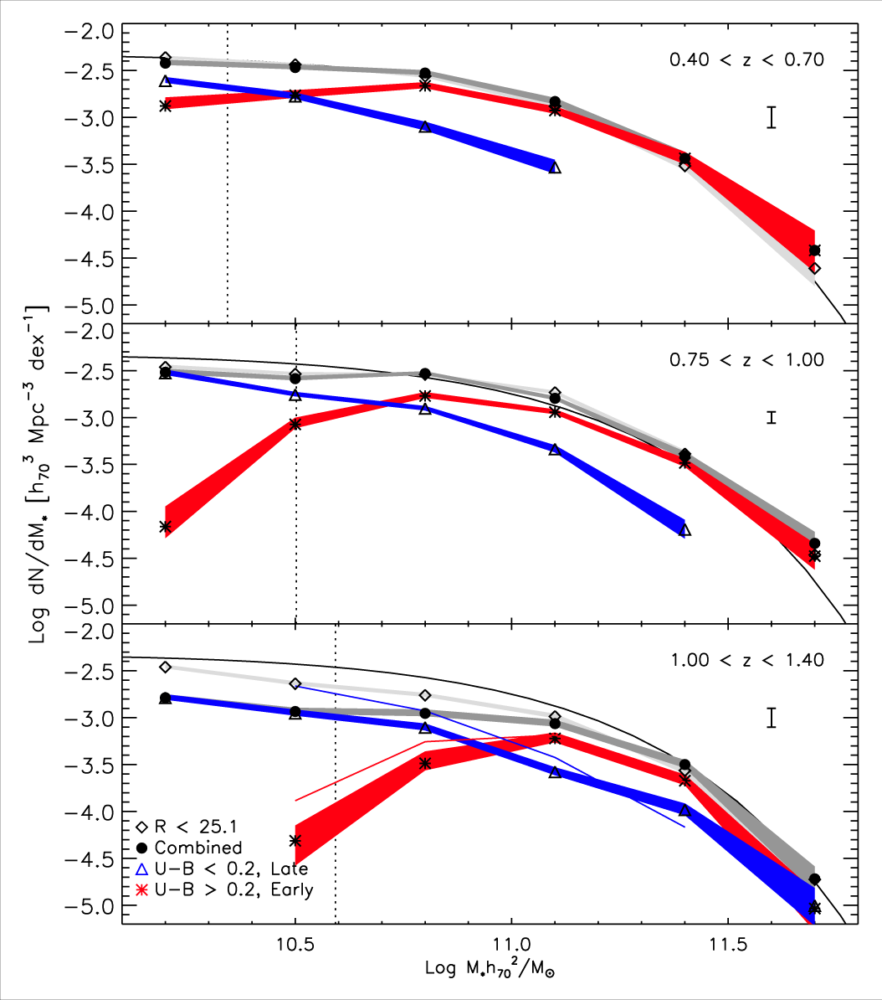 −2.0
−2.5
−3.0
−3.5
−4.0
−4.5
−5.0
0.40 < z < 0.70
−2.0
−2.5
−3.0
−3.5
−4.0
−4.5
−5.0
0.75 < z < 1.00
−2.0
−2.5
−3.0
−3.5
−4.0
−4.5
−5.0
1.00 < z < 1.40
R < 25.1
Combined
U−B < 0.2, Late
U−B > 0.2, Early
10.5 11.0 11.5
Log M*h₇₀²/M⊙
Log dN/dM* [h₇₀³ Mpc⁻³ dex⁻¹]